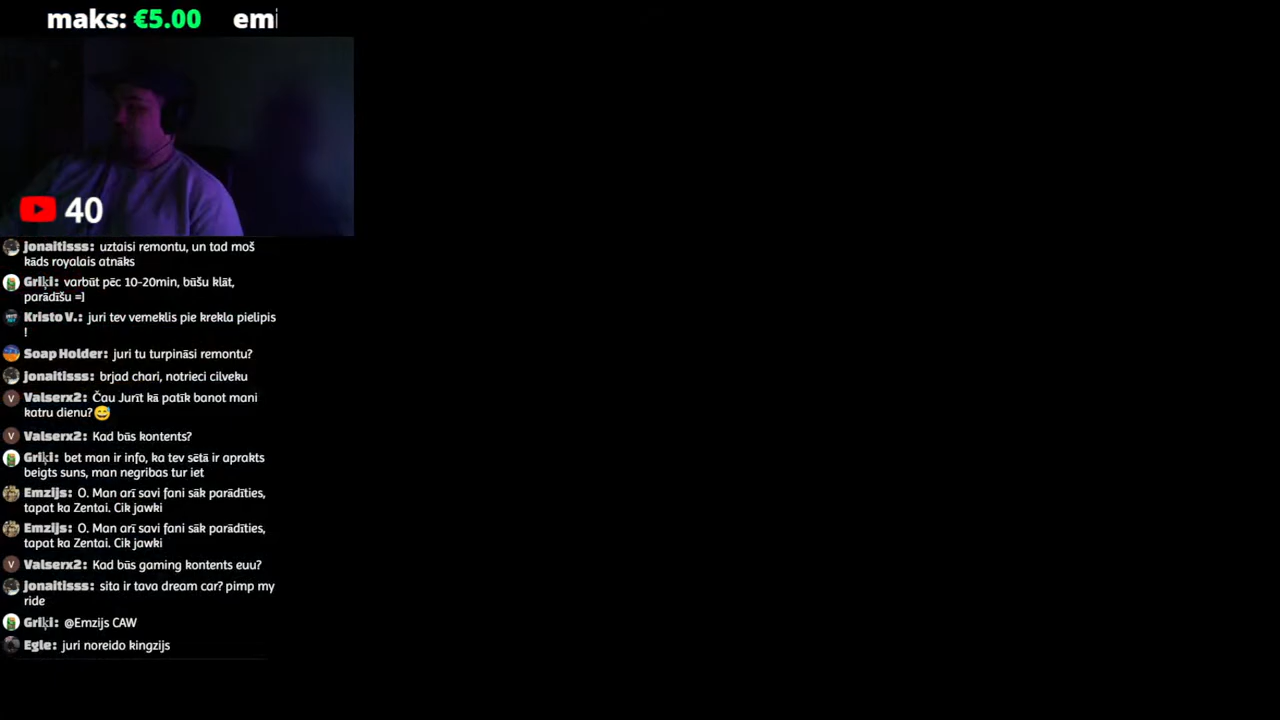 maks: €5.00 em
40
jonaitisss: uztaisi remontu, un tad moš
kāds royalais atnāks
Griķi: varbūt pēc 10-20min, būšu klāt,
parādīšu =]
Kristo V.: juri tev vemeklis pie krekla pielipis
!
Soap Holder: juri tu turpināsi remontu?
jonaitisss: brjad chari, notrieci cilveku
V Valserx2: Čau Jurīt kā patīk banot mani
katru dienu?😅
V Valserx2: Kad būs kontents?
Griķi: bet man ir info, ka tev sētā ir aprakts
beigts suns, man negribas tur iet
Emzijs: O. Man arī savi fani sāk parādīties,
tapat ka Zentai. Cik jawki
Emzijs: O. Man arī savi fani sāk parādīties,
tapat ka Zentai. Cik jawki
V Valserx2: Kad būs gaming kontents euu?
jonaitisss: sita ir tava dream car? pimp my
ride
Griķi: @Emzijs CAW
Egle: juri noreido kingzijs